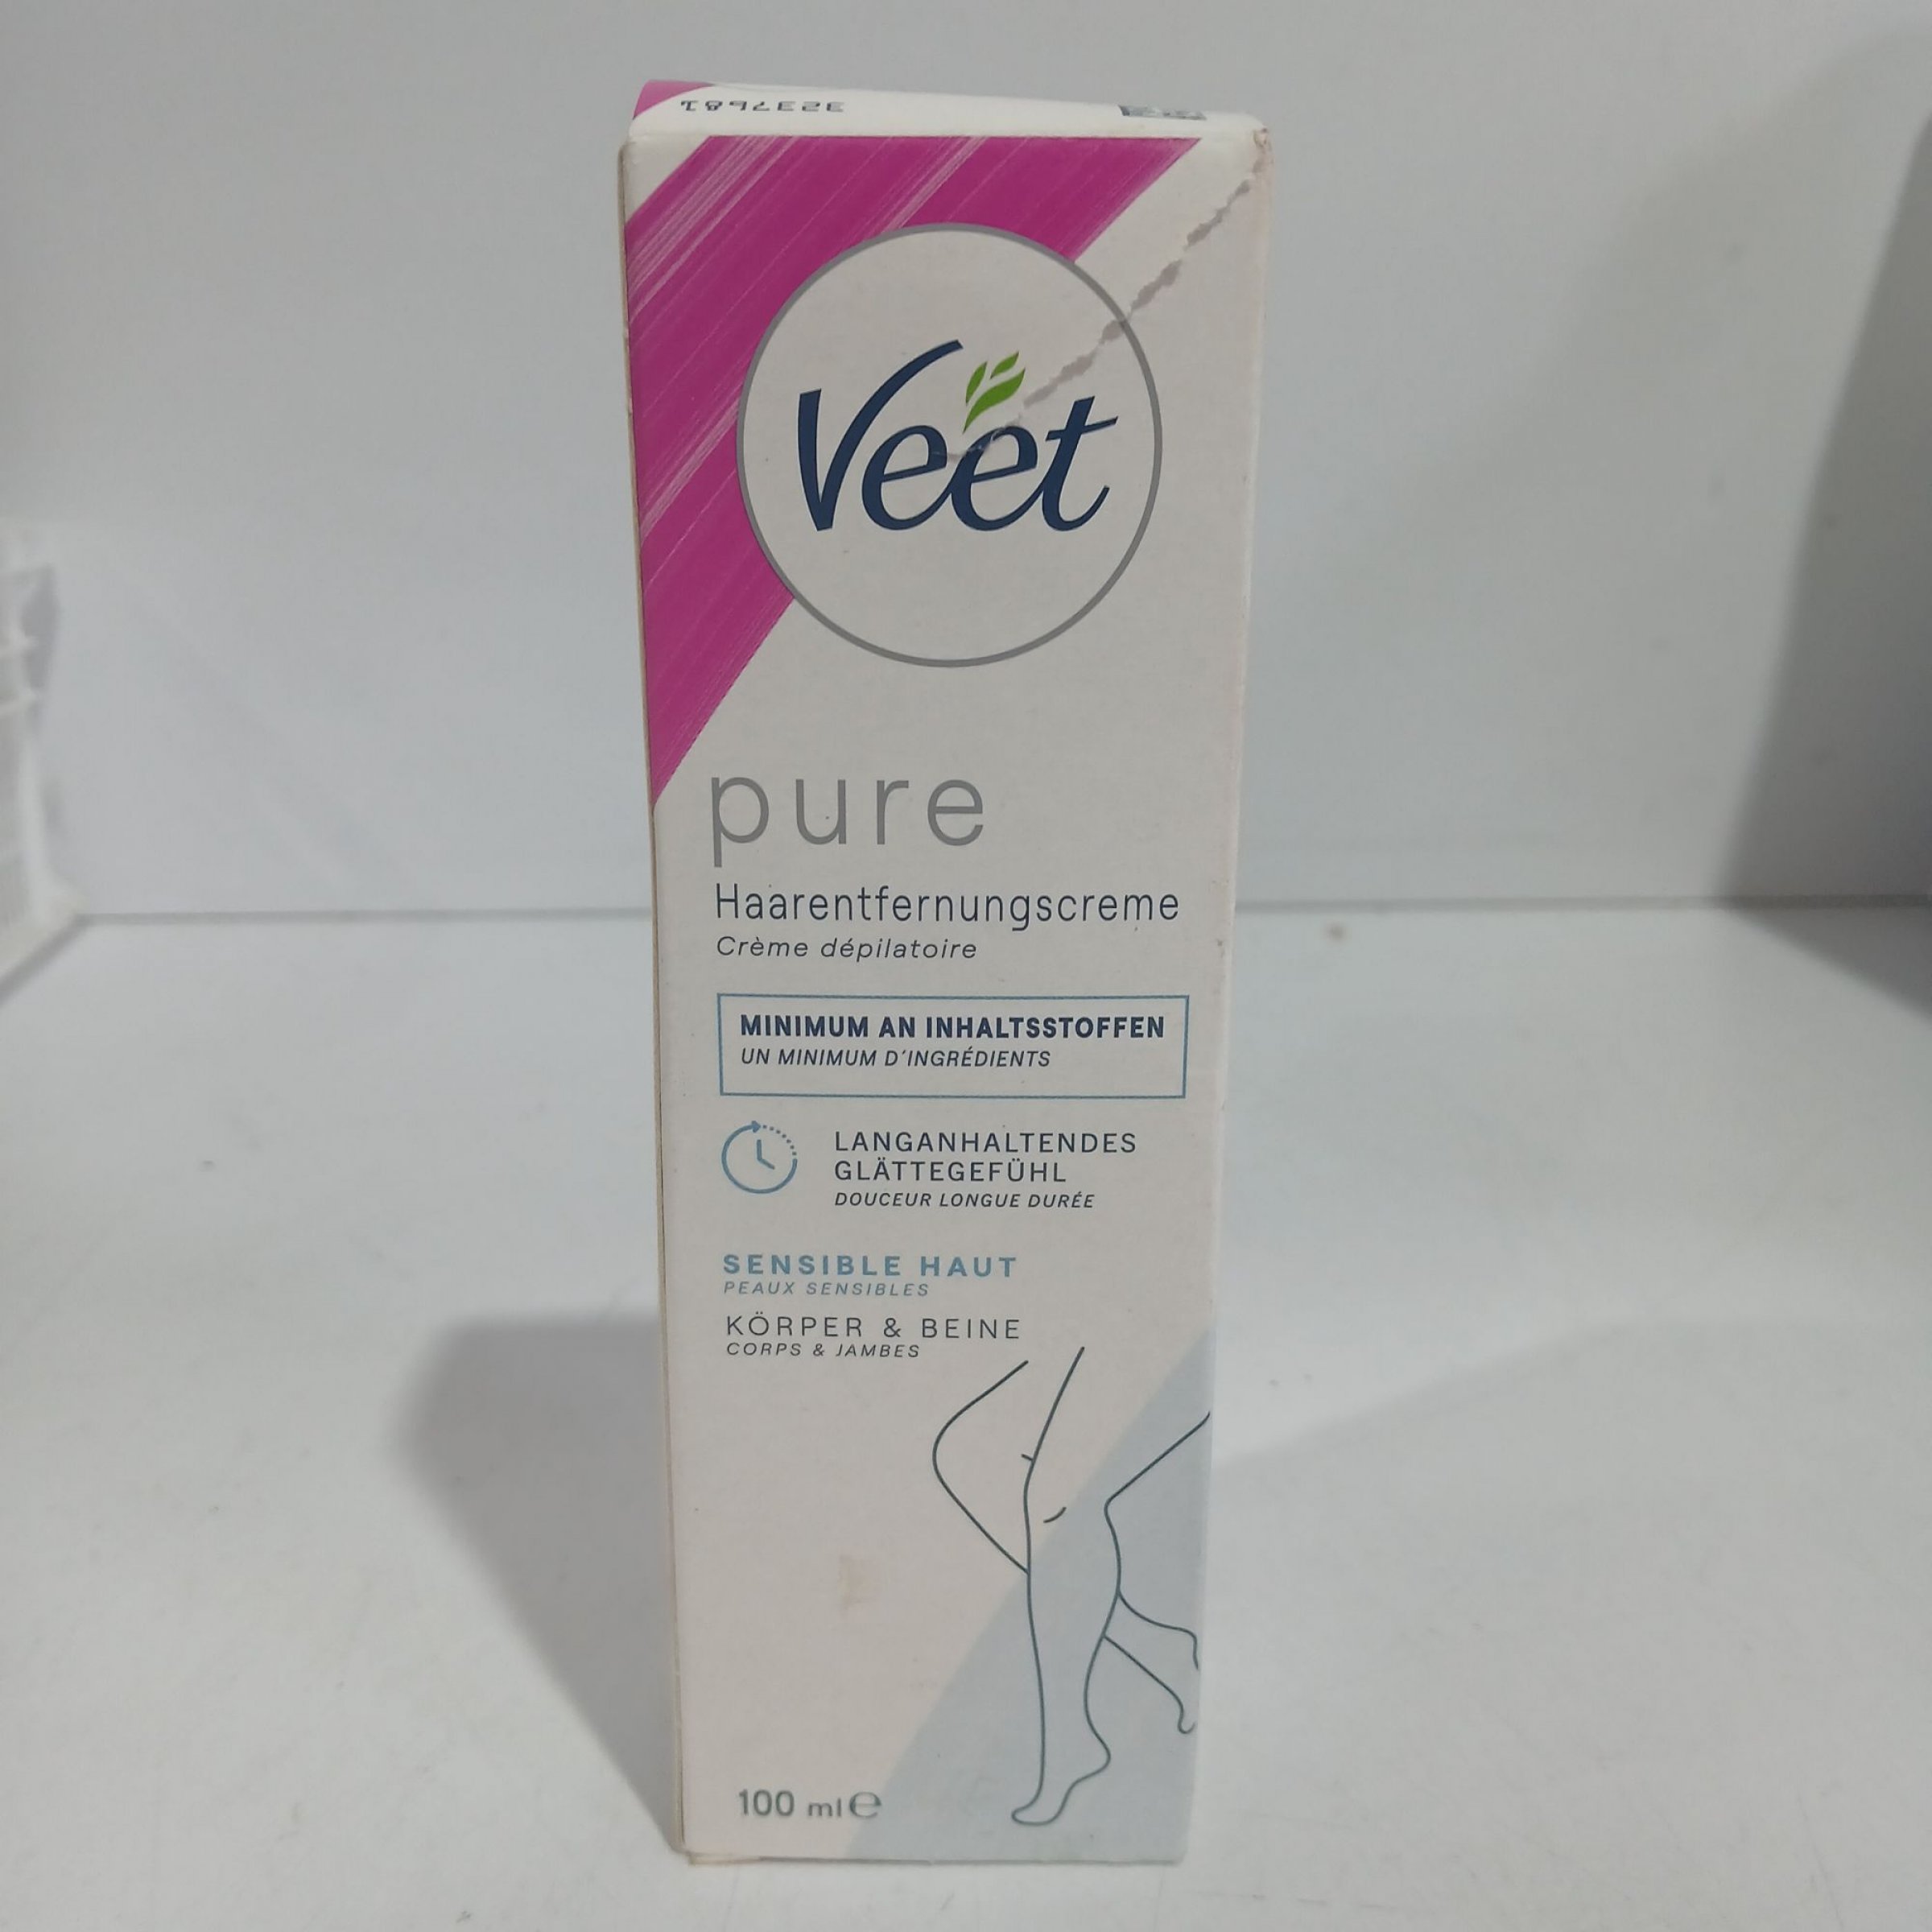 3237681
Veet
pure
Haarentfernungscreme
Crème dépilatoire
MINIMUM AN INHALTSSTOFFEN
UN MINIMUM D'INGRÉDIENTS
LANGANHALTENDES
GLÄTTEGEFÜHL
DOUCEUR LONGUE DURÉE
SENSIBLE HAUT
PEAUX SENSIBLES
KÖRPER & BEINE
CORPS & JAMBES
100 ml ℮